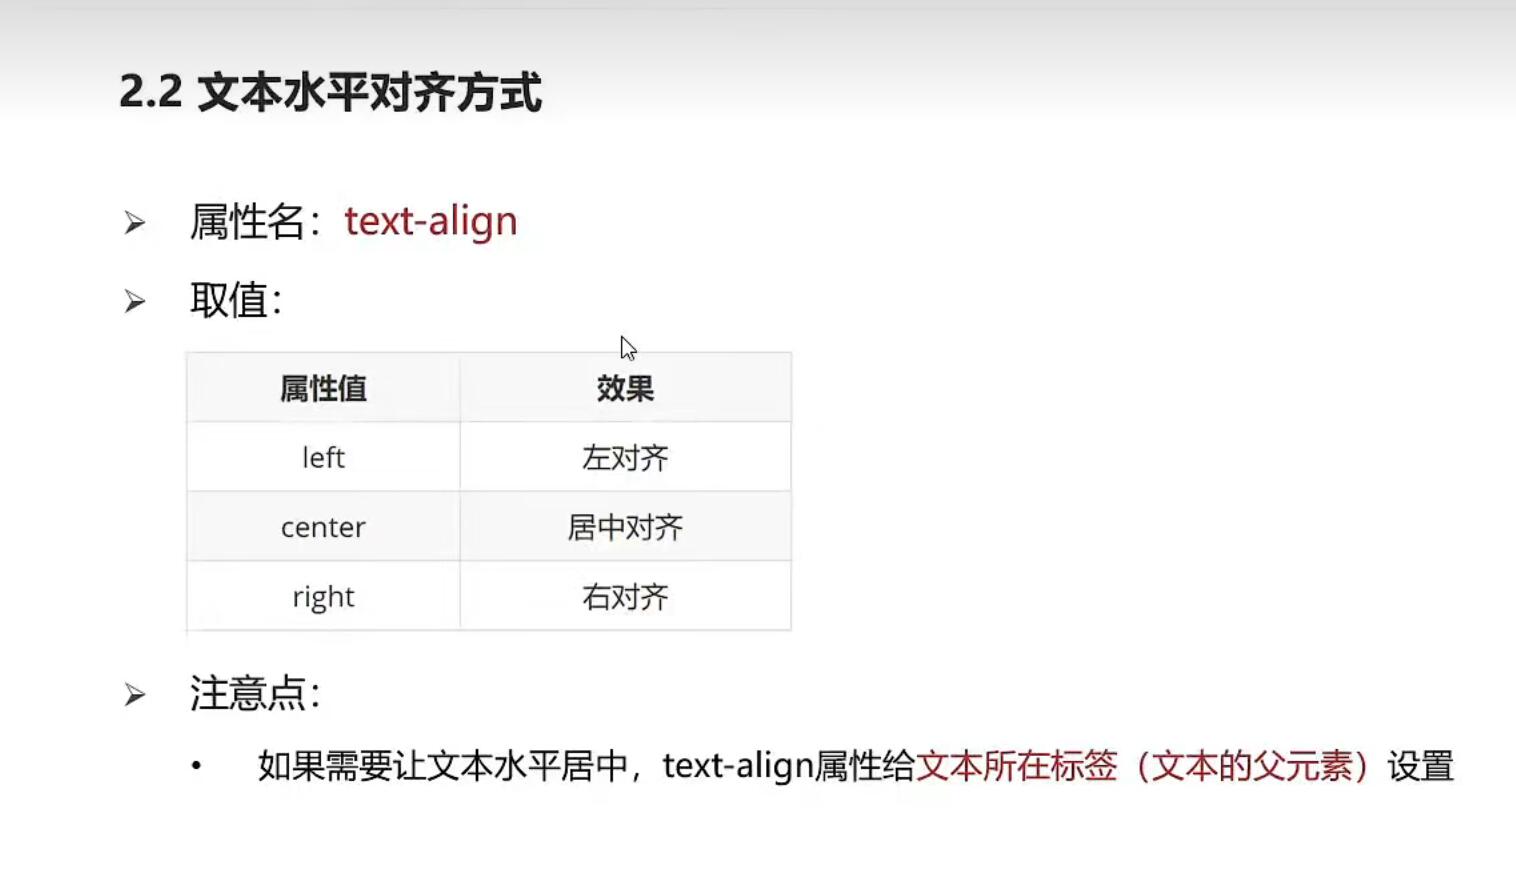 2.2 文本水平对齐方式
属性名：text-align
取值：
属性值 效果
left 左对齐
center 居中对齐
right 右对齐
注意点：
如果需要让文本水平居中，text-align属性给文本所在标签（文本的父元素）设置